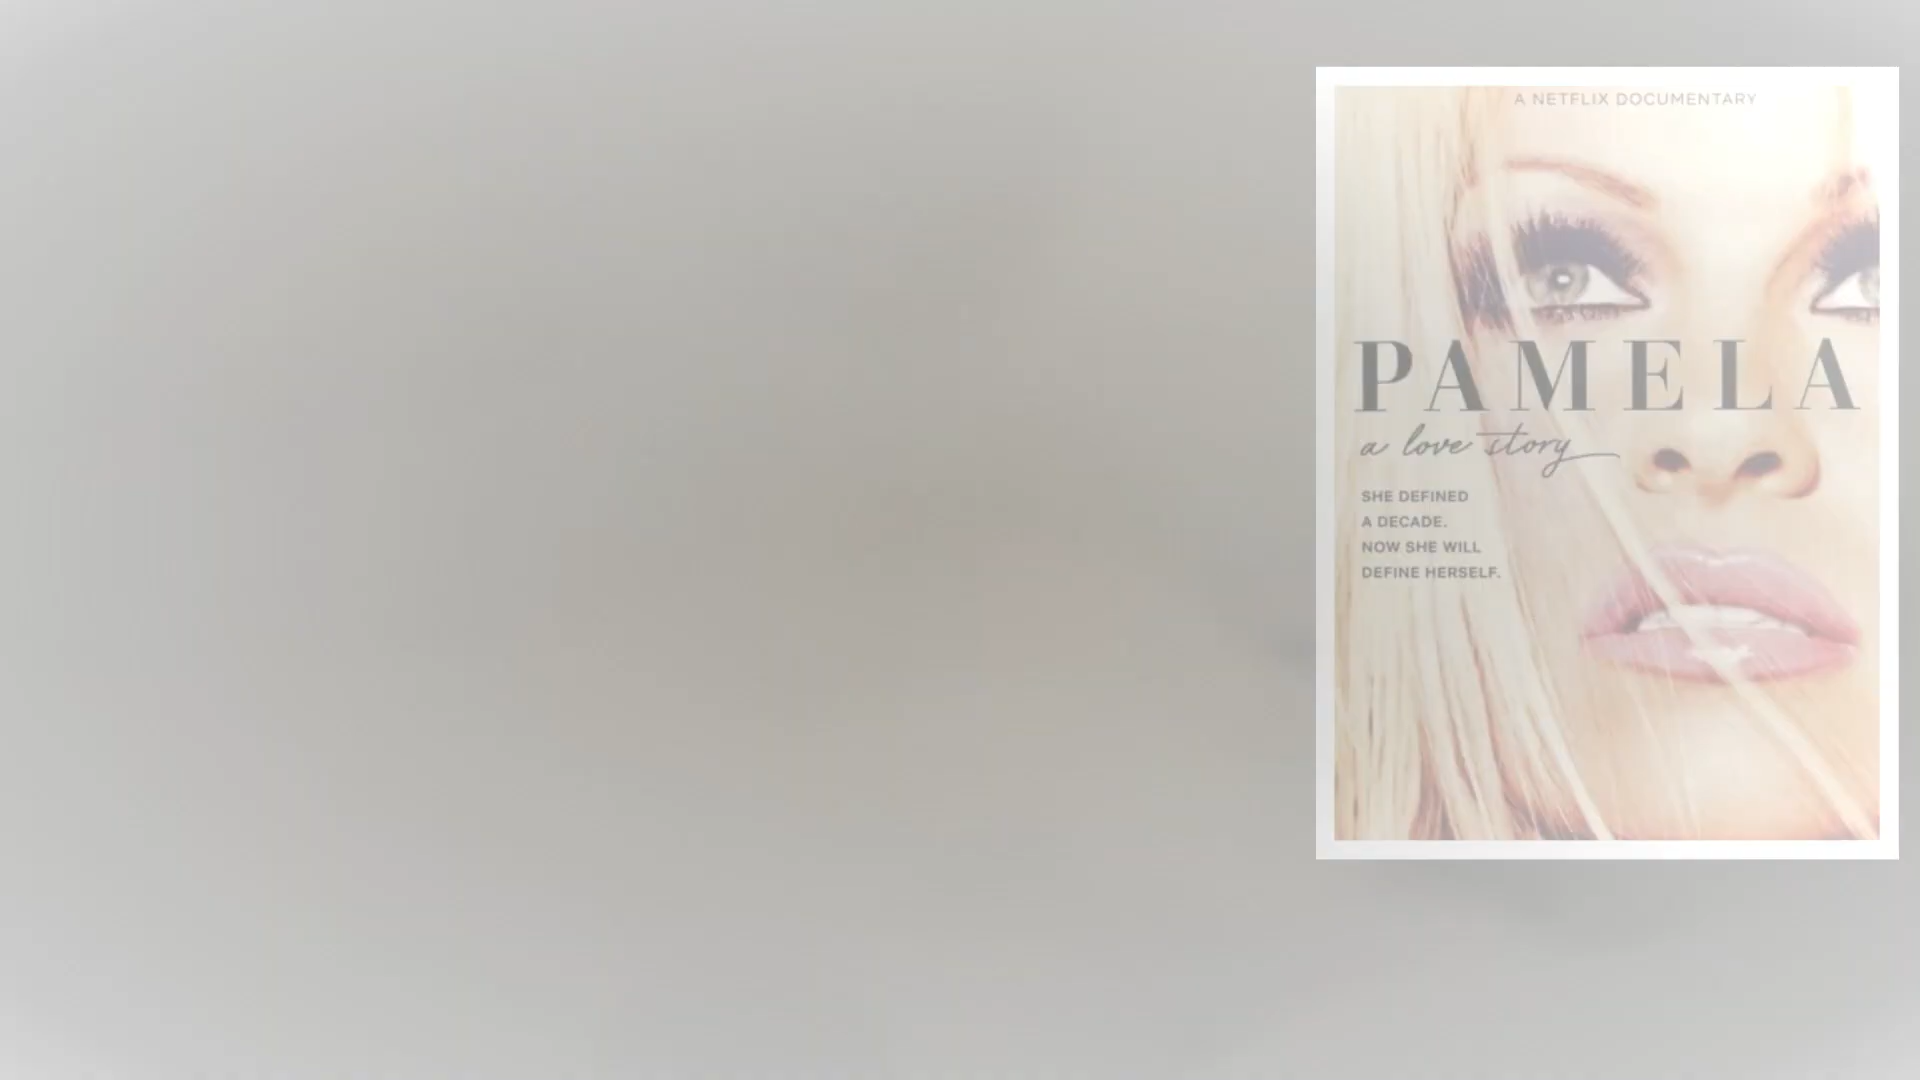 A NETFLIX DOCUMENTARY
PAMELA
a love story
SHE DEFINED
A DECADE.
NOW SHE WILL
DEFINE HERSELF.